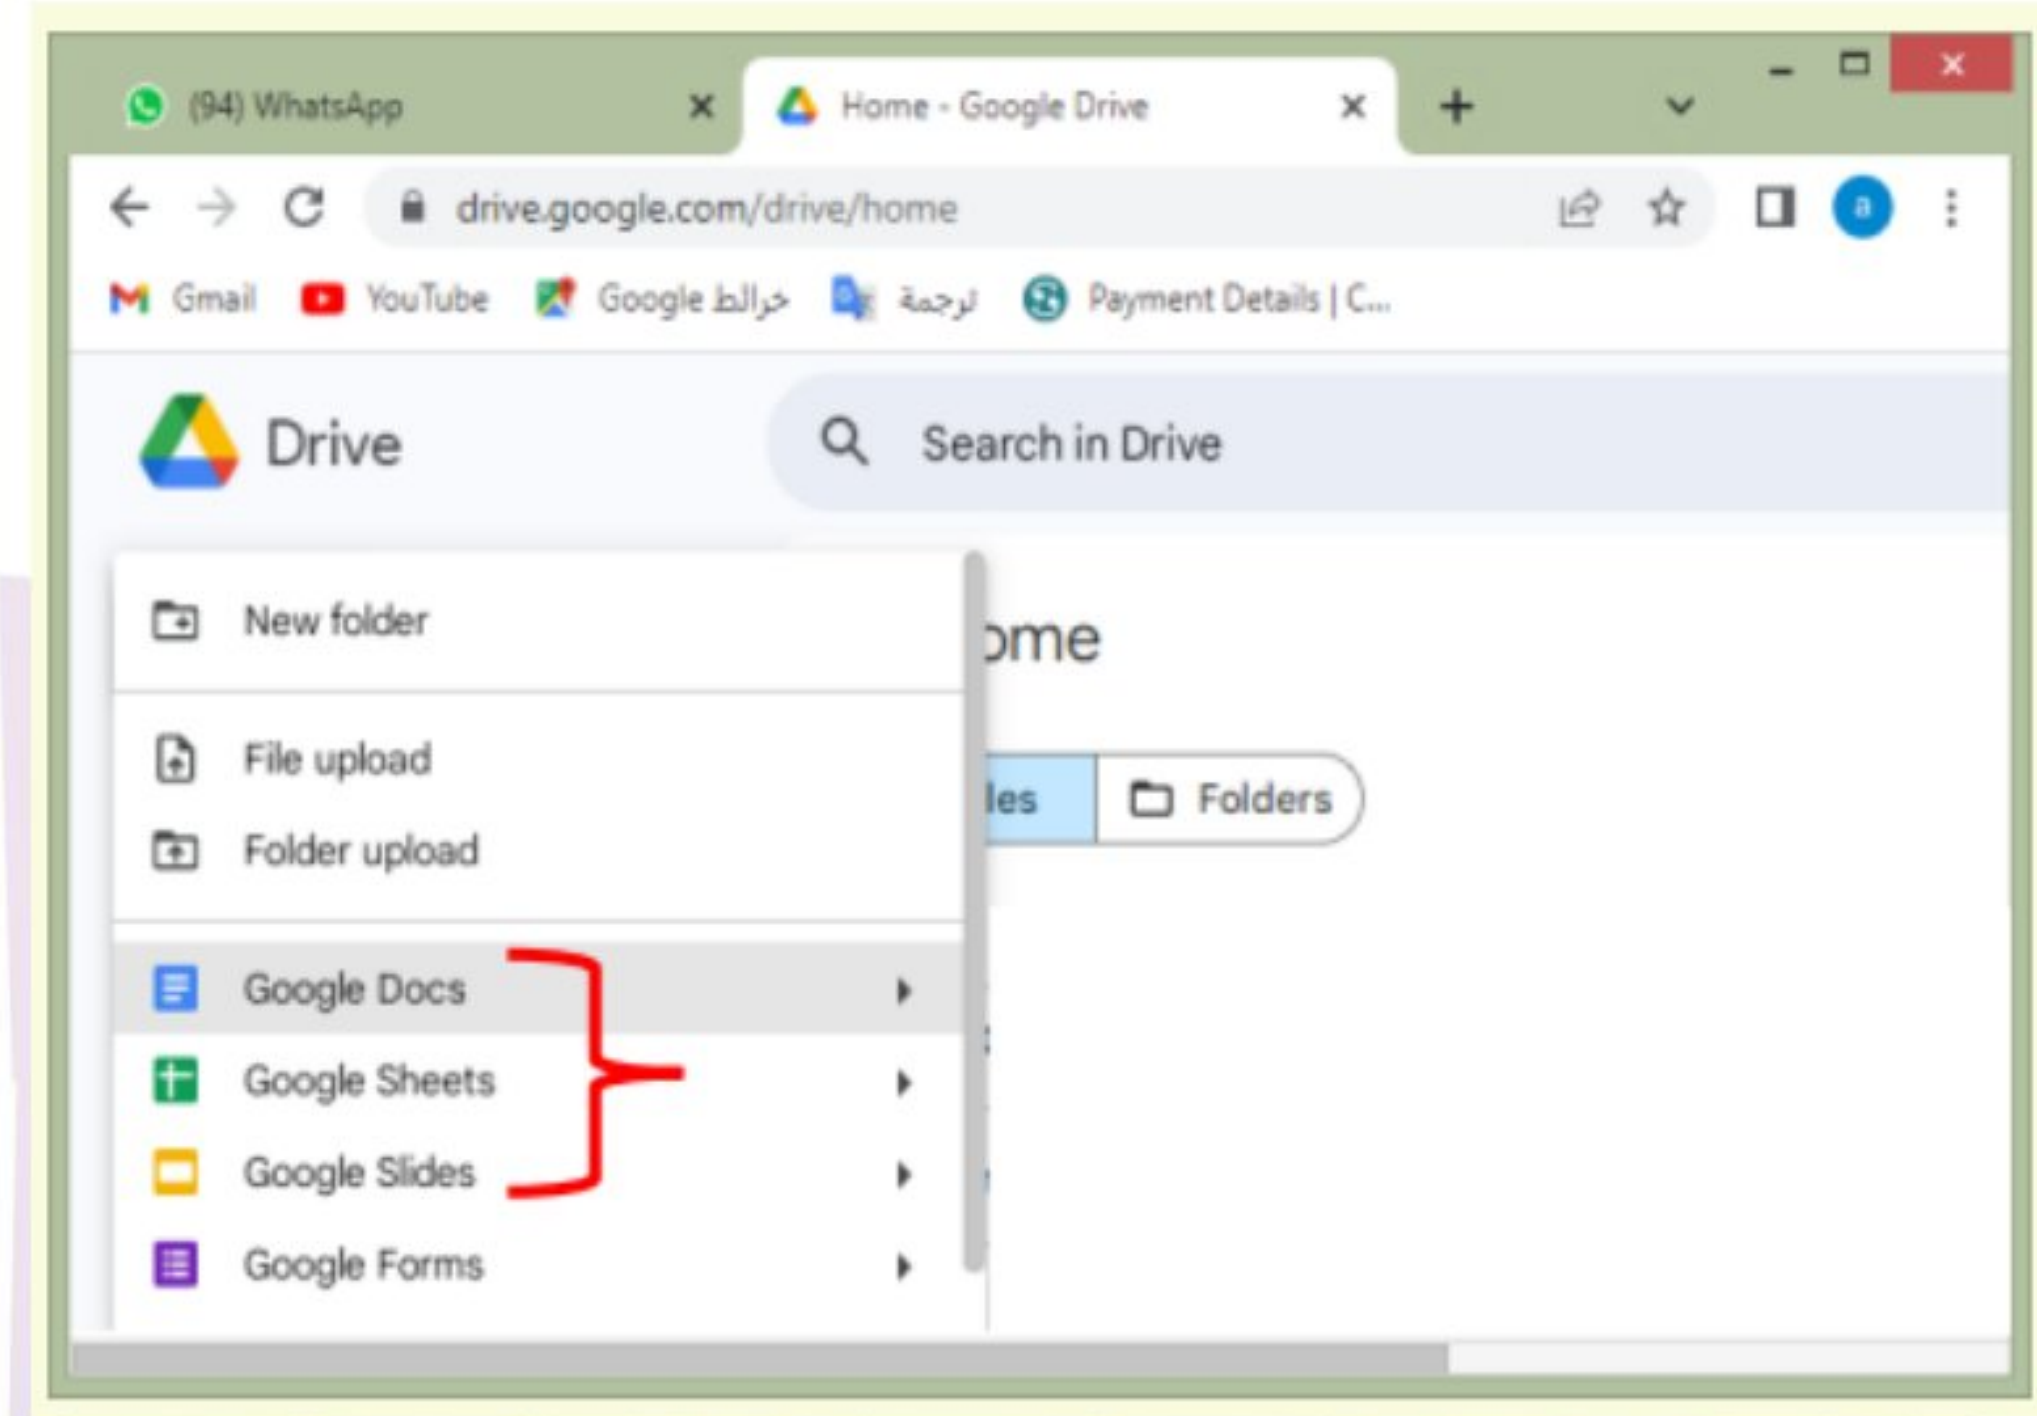 (94) WhatsApp
Home - Google Drive
drive.google.com/drive/home
Gmail YouTube خرائط Google ترجمة Payment Details | C...
Drive
Search in Drive
New folder
ome
File upload
les Folders
Folder upload
Google Docs
Google Sheets
Google Slides
Google Forms